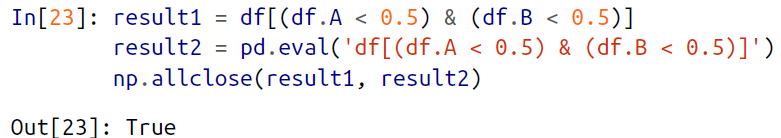 In[23]: result1 = df[(df.A < 0.5) & (df.B < 0.5)]
result2 = pd.eval('df[(df.A < 0.5) & (df.B < 0.5)]')
np.allclose(result1, result2)
Out[23]: True